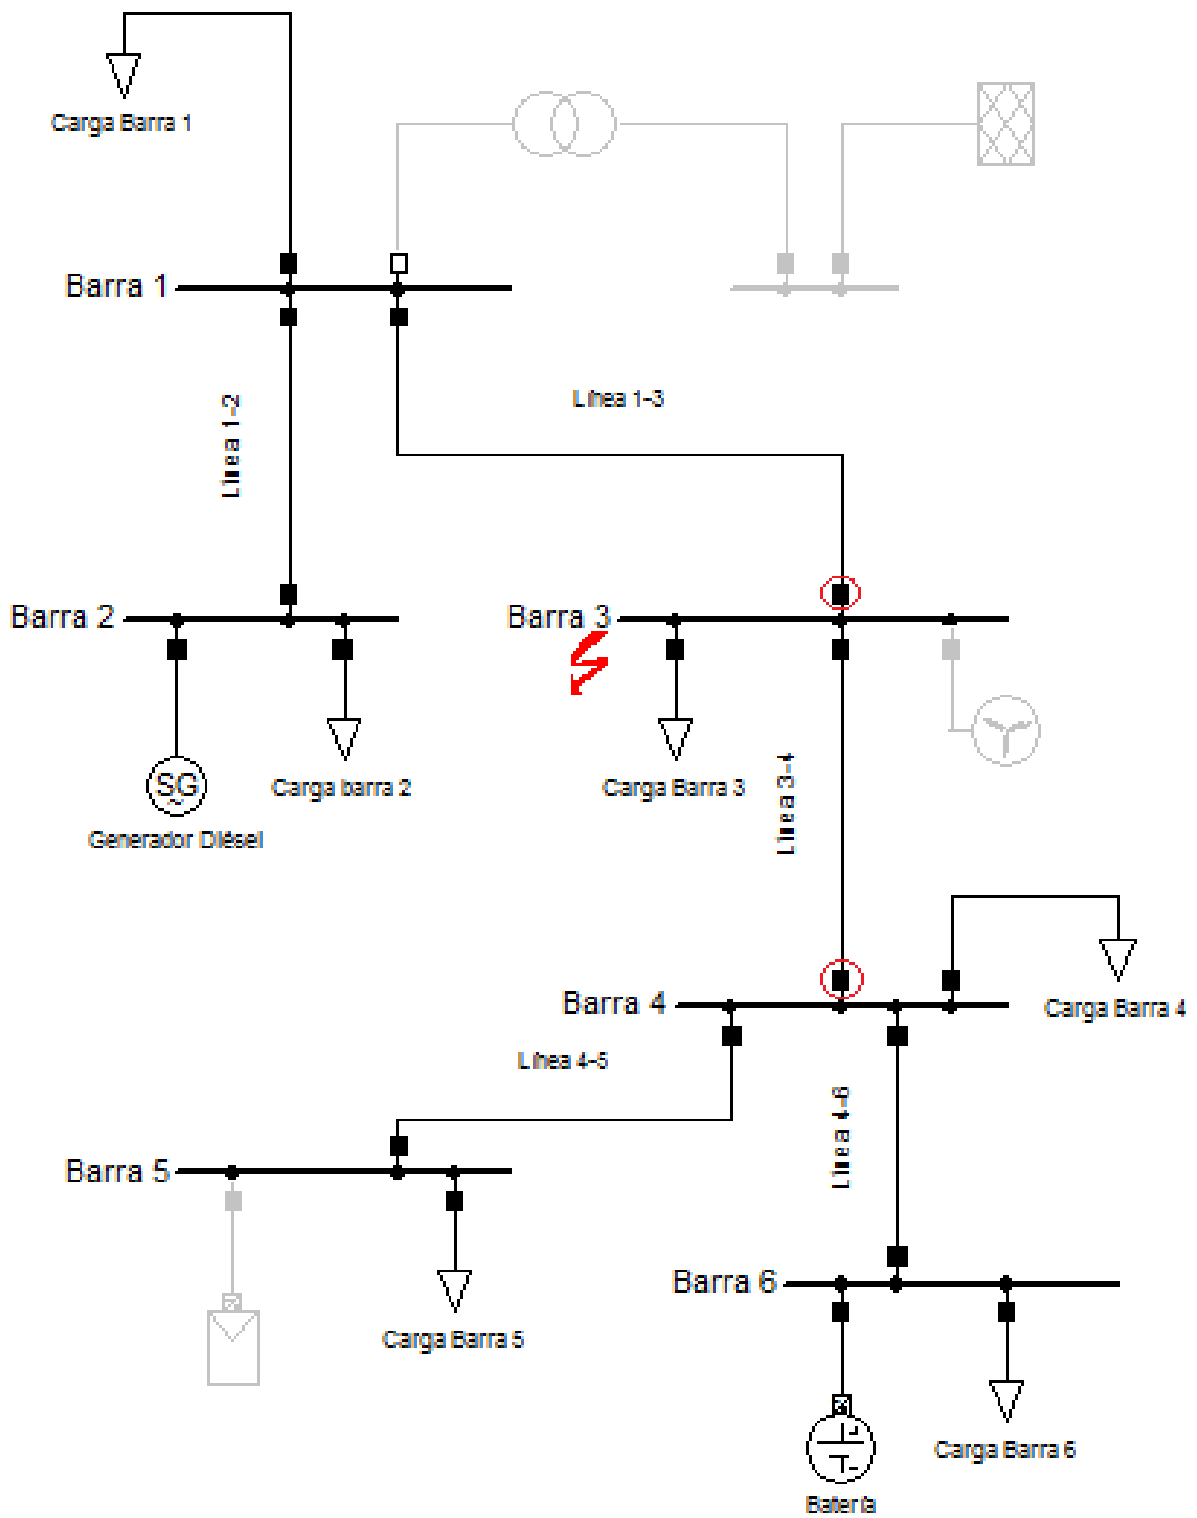 Carga Barra 1
Barra 1
Línea 1-3
Línea 1-2
Barra 2
Barra 3
SG
~
Carga barra 2
Carga Barra 3
Línea 3-4
Generador Diésel
Barra 4
Carga Barra 4
Línea 4-5
Línea 4-6
Barra 5
Barra 6
Carga Barra 5
Carga Barra 6
Batería